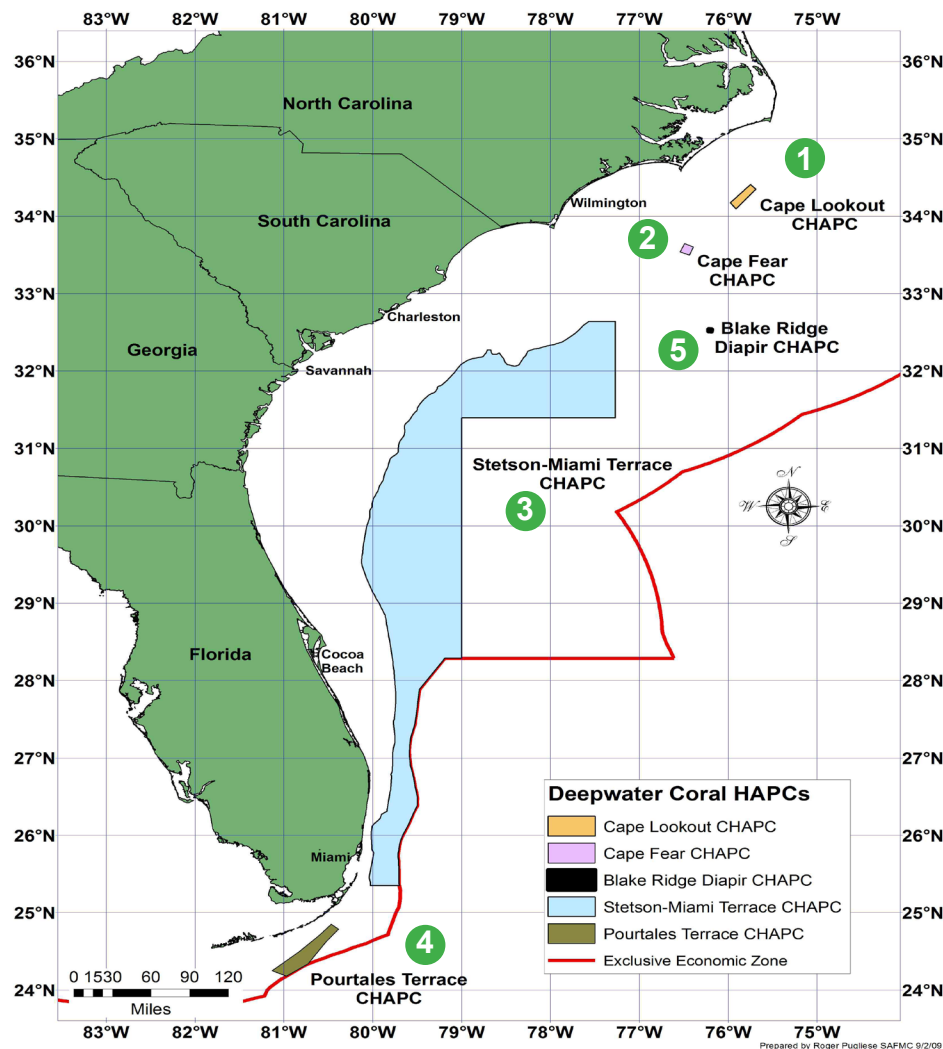 83°W 82°W 81°W 80°W 79°W 78°W 77°W 76°W 75°W
36°N 36°N
North Carolina
35°N 35°N
1
Wilmington
Cape Lookout
CHAPC
South Carolina
34°N 34°N
2
Cape Fear
CHAPC
33°N 33°N
Charleston
Blake Ridge
Diapir CHAPC
5
Georgia
Savannah
32°N 32°N
31°N 31°N
Stetson-Miami Terrace
CHAPC
3
N
W E
S
30°N 30°N
29°N 29°N
Florida
Cocoa
Beach
28°N 28°N
27°N 27°N
26°N 26°N
Miami
25°N 25°N
4
Pourtales Terrace
CHAPC
24°N 24°N
Deepwater Coral HAPCs
Cape Lookout CHAPC
Cape Fear CHAPC
Blake Ridge Diapir CHAPC
Stetson-Miami Terrace CHAPC
Pourtales Terrace CHAPC
Exclusive Economic Zone
0 1530 60 90 120
Miles
83°W 82°W 81°W 80°W 79°W 78°W 77°W 76°W 75°W
Prepared by Roger Pugliese SAFMC 9/2/09